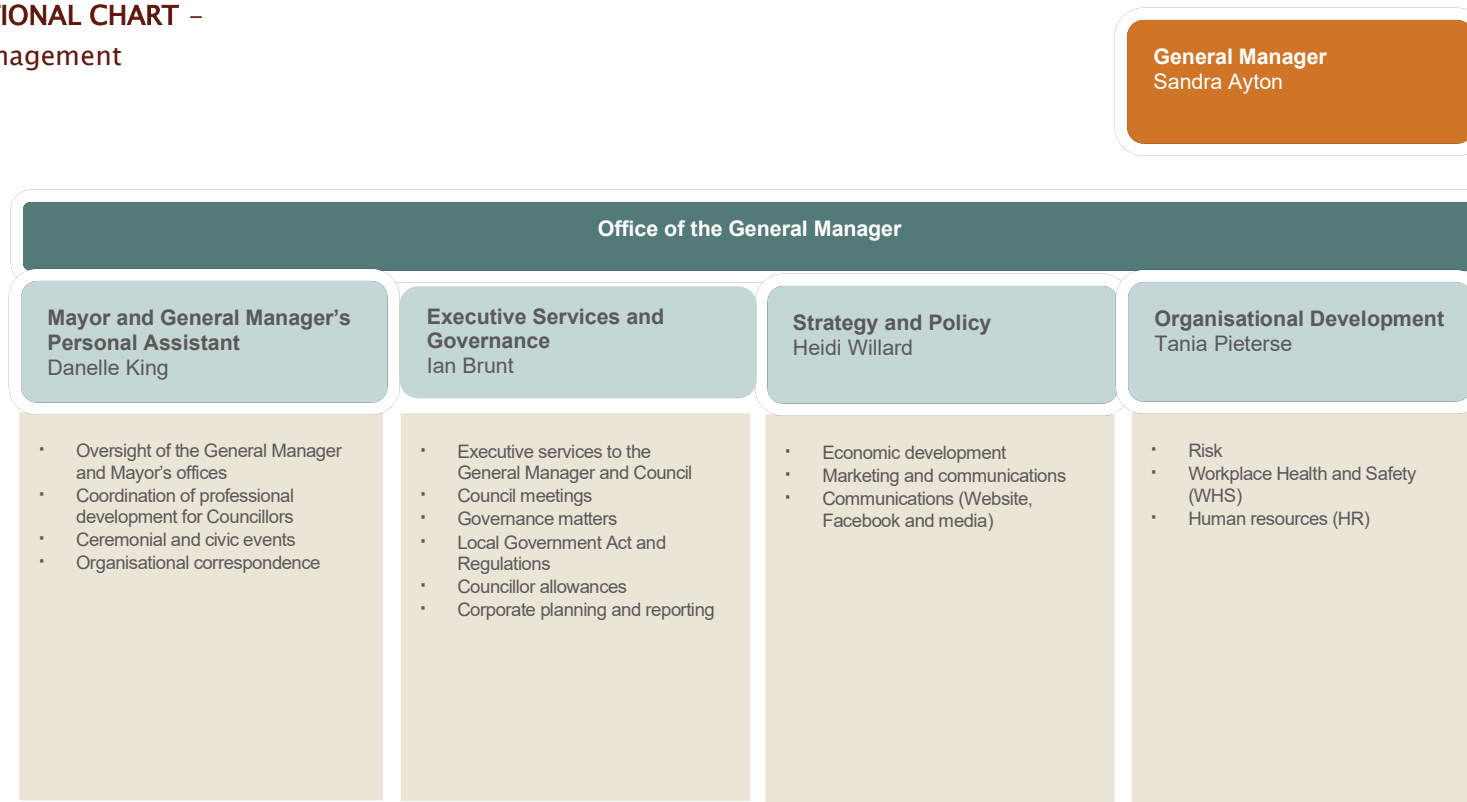 TIONAL CHART –
nagement
General Manager
Sandra Ayton
Office of the General Manager
Mayor and General Manager’s
Personal Assistant
Danelle King
▪ Oversight of the General Manager
and Mayor’s offices
▪ Coordination of professional
development for Councillors
▪ Ceremonial and civic events
▪ Organisational correspondence
Executive Services and
Governance
Ian Brunt
▪ Executive services to the
General Manager and Council
▪ Council meetings
▪ Governance matters
▪ Local Government Act and
Regulations
▪ Councillor allowances
▪ Corporate planning and reporting
Strategy and Policy
Heidi Willard
▪ Economic development
▪ Marketing and communications
▪ Communications (Website,
Facebook and media)
Organisational Development
Tania Pieterse
▪ Risk
▪ Workplace Health and Safety
(WHS)
▪ Human resources (HR)